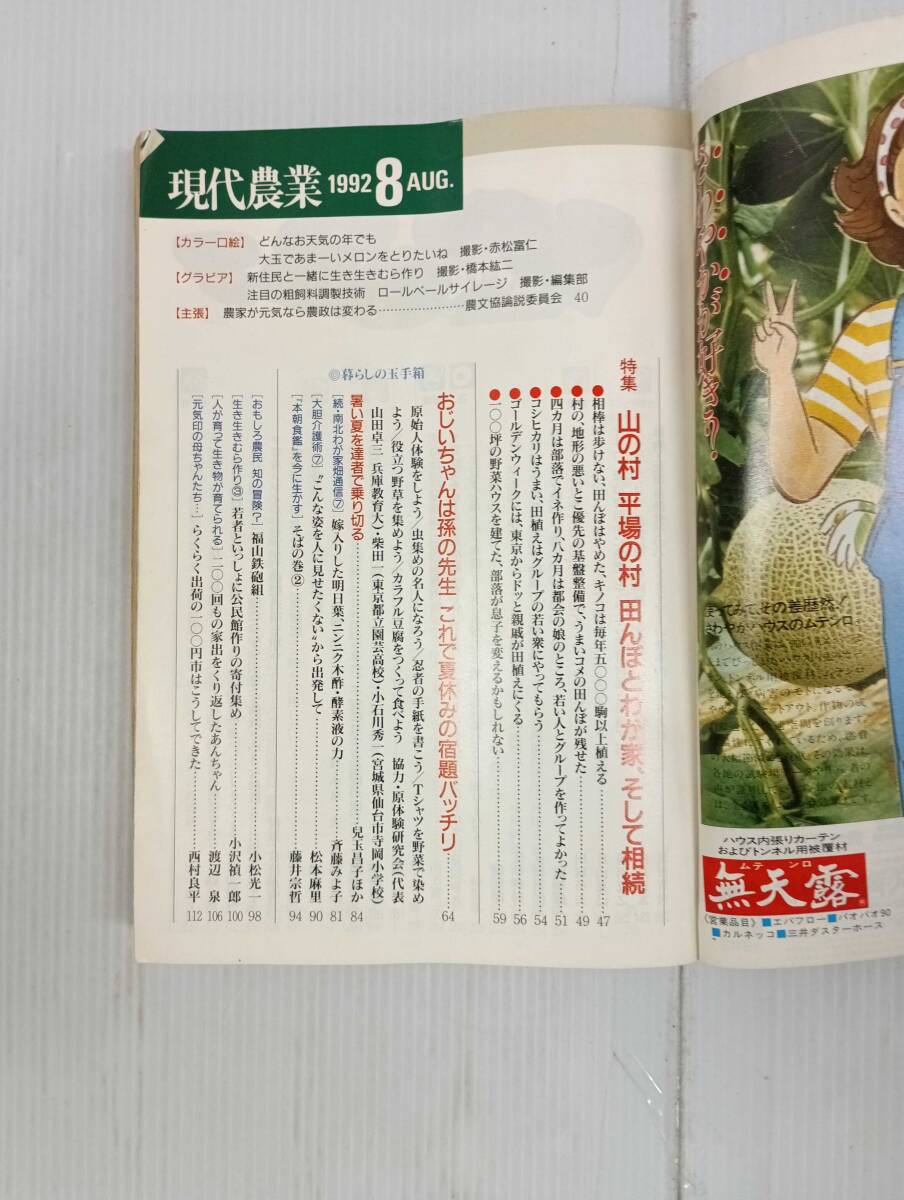 現代農業 1992 8 AUG.
【カラー口絵】 どんなお天気の年でも
大玉であまーいメロンをとりたいね 撮影・赤松富仁
【グラビア】 新住民と一緒に生き生きむら作り 撮影・橋本紘二
注目の粗飼料調製技術 ロールベールサイレージ 撮影・編集部
【主張】 農家が元気なら農政は変わる…………………農文協論説委員会 40
特集 山の村 平場の村 田んぼとわが家、そして相続
●相棒は歩けない、田んぼはやめた、キノコは毎年五〇〇〇駒以上植える 47
●村の、地形の悪いとこ優先の基盤整備で、うまいコメの田んぼが残せた 49
●四カ月は部落でイネ作り、八カ月は都会の娘のところ、若い人とグループを作ってよかった 51
●コシヒカリはうまい、田植えはグループの若い衆にやってもらう 54
●ゴールデンウィークには、東京からドッと親戚が田植えにくる 56
●一〇〇坪の野菜ハウスを建てた、部落が息子を変えるかもしれない 59
◎暮らしの玉手箱
おじいちゃんは孫の先生 これで夏休みの宿題バッチリ 64
原始人体験をしよう/虫集めの名人になろう/忍者の手紙を書こう/Tシャツを野菜で染め
よう/役立つ野草を集めよう/カラフル豆腐をつくって食べよう 協力・原体験研究会(代表
山田卓三 兵庫教育大)・柴田一(東京都立園芸高校)・小石川秀一(宮城県仙台市寺岡小学校)
暑い夏を達者で乗り切る 兒玉昌子ほか 84
[続・南北わが家畑通信⑦] 嫁入りした明日葉、ニンニク木酢・酵素液の力 斉藤みよ子 81
[大胆介護術⑦] “こんな姿を人に見せたくない”から出発して 松本麻里 90
[『本朝食鑑』を今に生かす] そばの巻② 藤井宗哲 94
[おもしろ農民 知の冒険?] 福山鉄砲組 小松光一 98
[生き生きむら作り③] 若者といっしょに公民館作りの寄付集め 小沢禎一郎 100
[人が育って生き物が育てられる] 二〇〇回もの家出をくり返したあんちゃん 渡辺 泉 106
[元気印の母ちゃんたち…] らくらく出荷の一〇〇円市はこうしてできた 西村良平 112
さわやかが好きう!
使ってみて、その差歴然!
さわやかハウスのムテンロ
ハウス内張りカーテン
およびトンネル用被覆材
ムテンロ
無天露®
《営業品目》■エバフロー■パオパオ90
■カルネッコ■三井ダスターホース